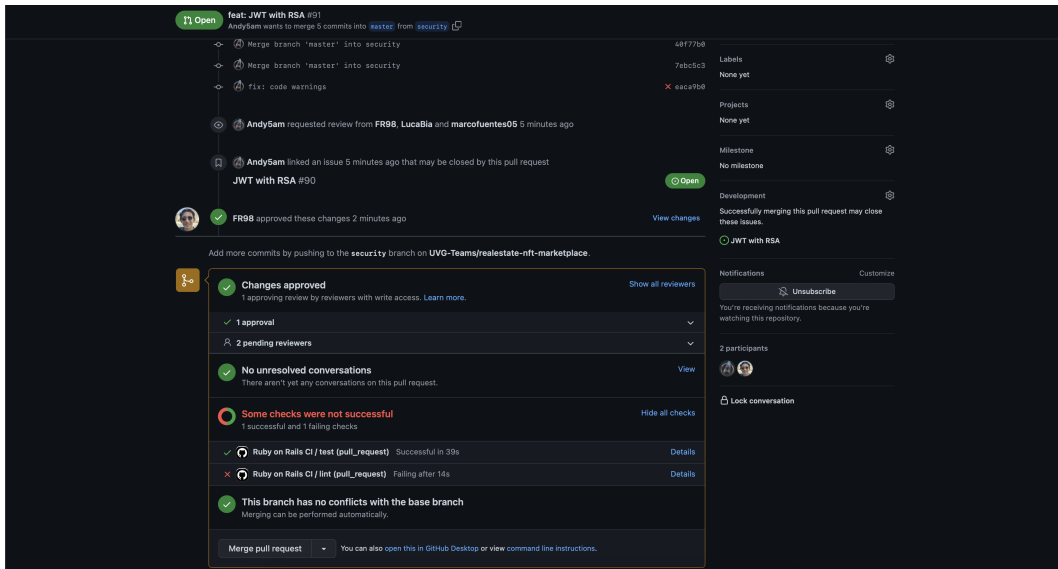 Open
feat: JWT with RSA #91
Andy5am wants to merge 5 commits into master from security
Merge branch 'master' into security 40f77b0
Merge branch 'master' into security 7ebc5c3
fix: code warnings eaca9b0
Andy5am requested review from FR98, LucaBia and marcofuentes05 5 minutes ago
Andy5am linked an issue 5 minutes ago that may be closed by this pull request
JWT with RSA #90 Open
FR98 approved these changes 2 minutes ago View changes
Add more commits by pushing to the security branch on UVG-Teams/realestate-nft-marketplace.
Changes approved Show all reviewers
1 approving review by reviewers with write access. Learn more.
1 approval
2 pending reviewers
No unresolved conversations View
There aren't yet any conversations on this pull request.
Some checks were not successful Hide all checks
1 successful and 1 failing checks
Ruby on Rails CI / test (pull_request) Successful in 39s Details
Ruby on Rails CI / lint (pull_request) Failing after 14s Details
This branch has no conflicts with the base branch
Merging can be performed automatically.
Merge pull request You can also open this in GitHub Desktop or view command line instructions.
Labels
None yet
Projects
None yet
Milestone
No milestone
Development
Successfully merging this pull request may close
these issues.
JWT with RSA
Notifications Customize
Unsubscribe
You're receiving notifications because you're
watching this repository.
2 participants
Lock conversation